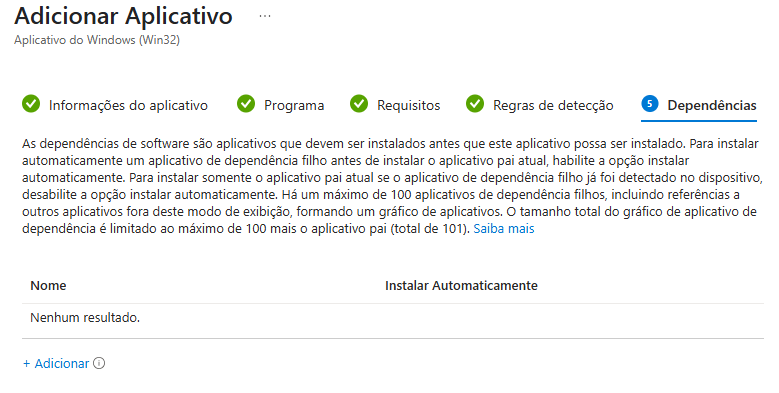 Adicionar Aplicativo ...
Aplicativo do Windows (Win32)
Informações do aplicativo Programa Requisitos Regras de detecção 5 Dependências
As dependências de software são aplicativos que devem ser instalados antes que este aplicativo possa ser instalado. Para instalar
automaticamente um aplicativo de dependência filho antes de instalar o aplicativo pai atual, habilite a opção instalar
automaticamente. Para instalar somente o aplicativo pai atual se o aplicativo de dependência filho já foi detectado no dispositivo,
desabilite a opção instalar automaticamente. Há um máximo de 100 aplicativos de dependência filhos, incluindo referências a
outros aplicativos fora deste modo de exibição, formando um gráfico de aplicativos. O tamanho total do gráfico de aplicativo de
dependência é limitado ao máximo de 100 mais o aplicativo pai (total de 101). Saiba mais
Nome Instalar Automaticamente
Nenhum resultado.
+ Adicionar